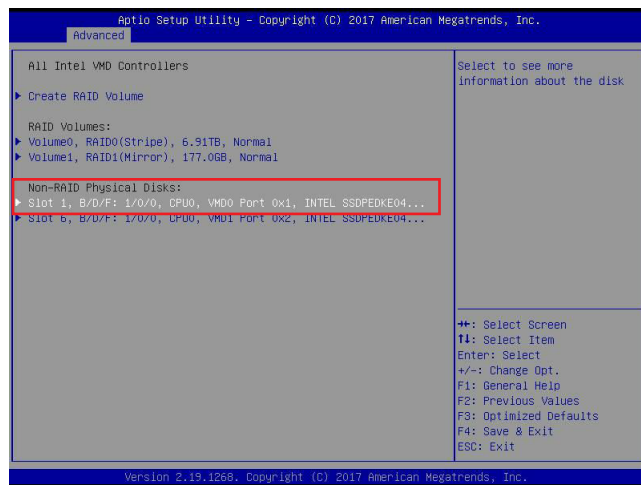 Aptio Setup Utility – Copyright (C) 2017 American Megatrends, Inc.
Advanced
All Intel VMD Controllers
▶ Create RAID Volume
RAID Volumes:
▶ Volume0, RAID0(Stripe), 6.91TB, Normal
▶ Volume1, RAID1(Mirror), 177.0GB, Normal
Non-RAID Physical Disks:
▶ Slot 1, B/D/F: 1/0/0, CPU0, VMD0 Port 0x1, INTEL SSDPEDKE04...
▶ Slot 6, B/D/F: 1/0/0, CPU0, VMD1 Port 0x2, INTEL SSDPEDKE04...
Select to see more
information about the disk
→←: Select Screen
↑↓: Select Item
Enter: Select
+/-: Change Opt.
F1: General Help
F2: Previous Values
F3: Optimized Defaults
F4: Save & Exit
ESC: Exit
Version 2.19.1268. Copyright (C) 2017 American Megatrends, Inc.